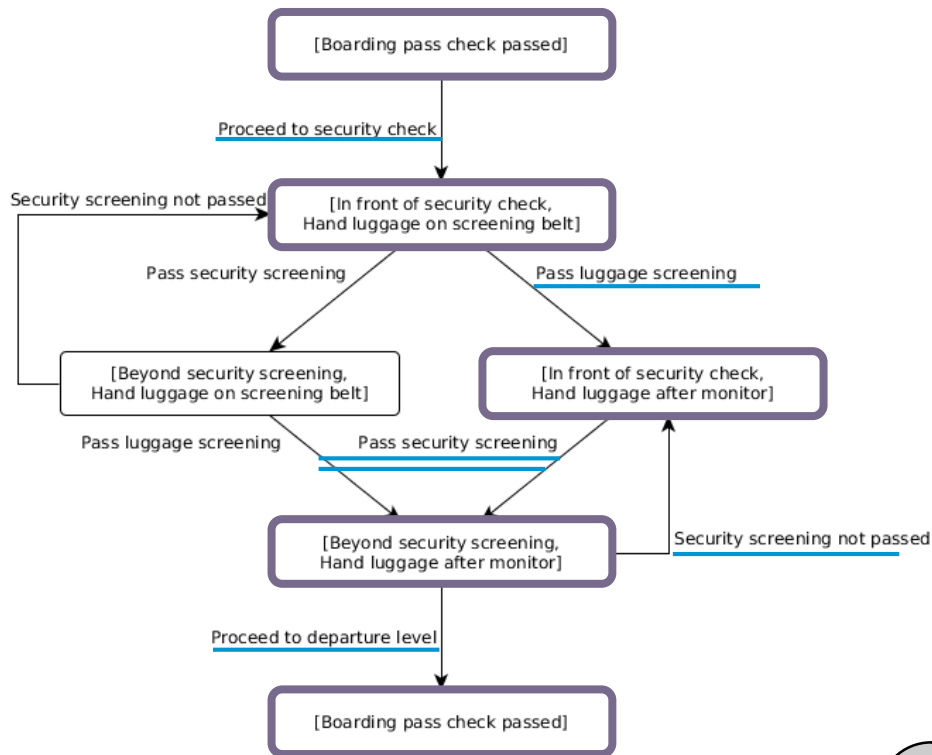 [Boarding pass check passed]
Proceed to security check
Security screening not passed
[In front of security check,
Hand luggage on screening belt]
Pass security screening
Pass luggage screening
[Beyond security screening,
Hand luggage on screening belt]
[In front of security check,
Hand luggage after monitor]
Pass luggage screening
Pass security screening
[Beyond security screening,
Hand luggage after monitor]
Security screening not passed
Proceed to departure level
[Boarding pass check passed]